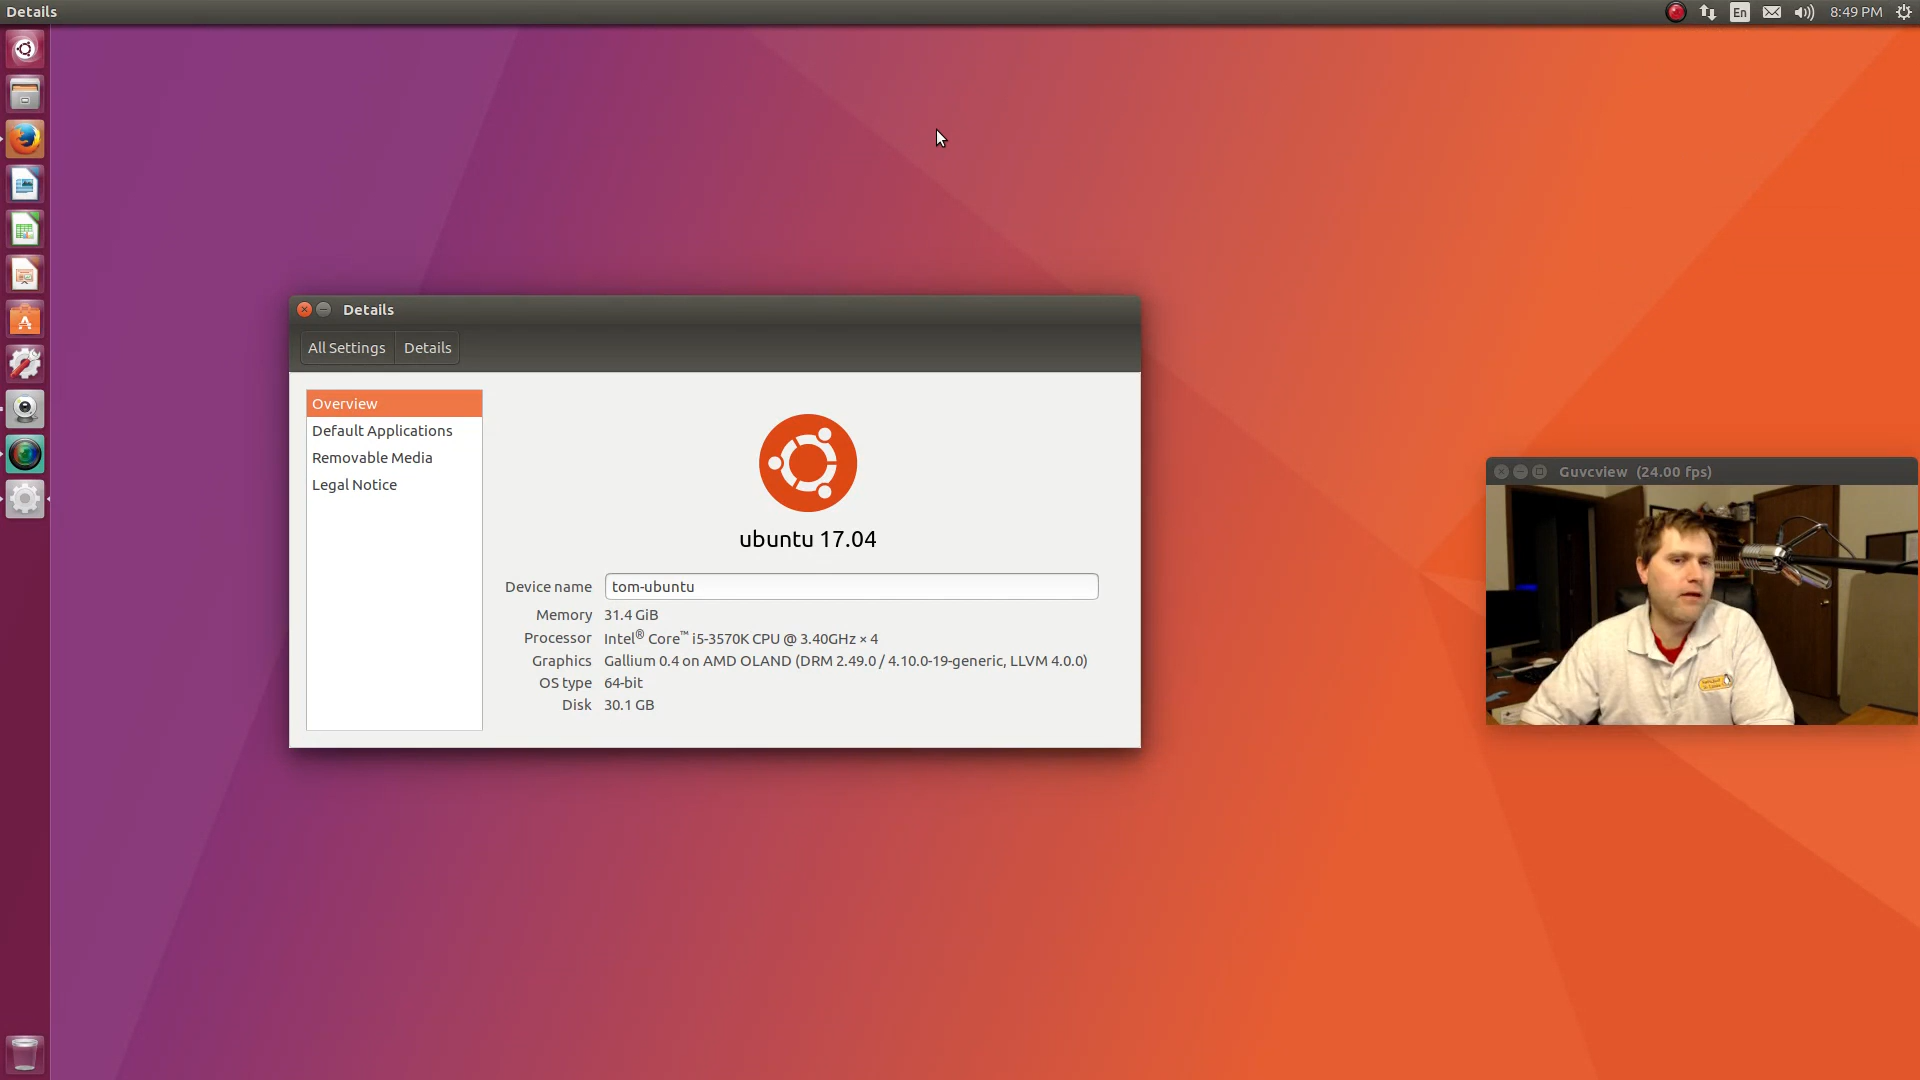 Details
En
8:49 PM
Details
All Settings
Details
Overview
Default Applications
Removable Media
Legal Notice
ubuntu 17.04
Device name tom-ubuntu
Memory 31.4 GiB
Processor Intel® Core™ i5-3570K CPU @ 3.40GHz × 4
Graphics Gallium 0.4 on AMD OLAND (DRM 2.49.0 / 4.10.0-19-generic, LLVM 4.0.0)
OS type 64-bit
Disk 30.1 GB
Guvcview (24.00 fps)